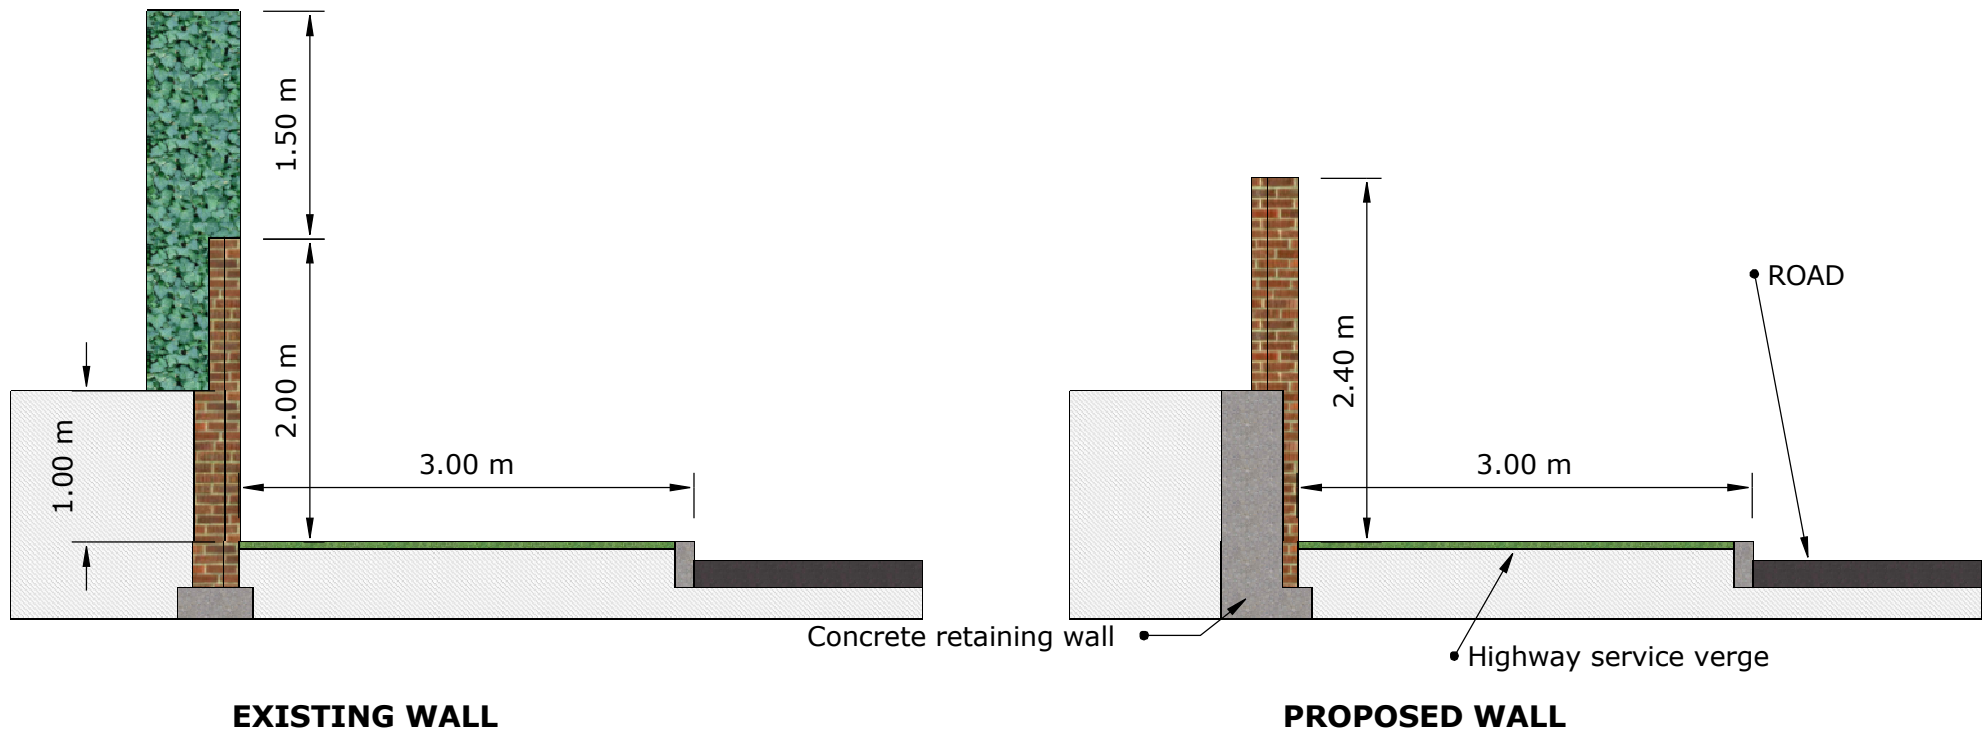 1.50 m
2.00 m
1.00 m
3.00 m
EXISTING WALL
2.40 m
3.00 m
ROAD
Concrete retaining wall
Highway service verge
PROPOSED WALL